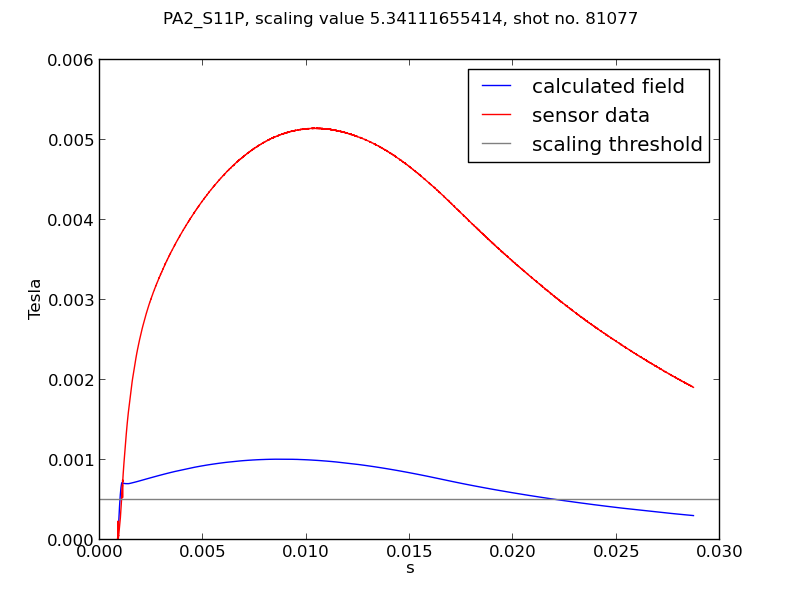 PA2_S11P, scaling value 5.34111655414, shot no. 81077
calculated field
sensor data
scaling threshold
Tesla
0.006
0.005
0.004
0.003
0.002
0.001
0.000
0.000 0.005 0.010 0.015 0.020 0.025 0.030
s